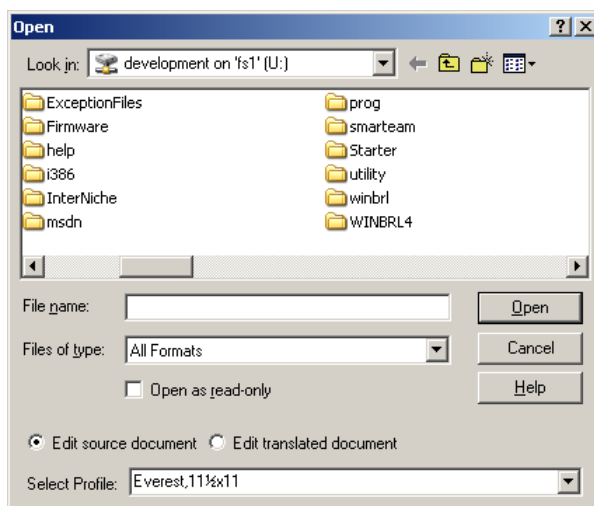 Open
Look in: development on 'fs1' (U:)
ExceptionFiles prog
Firmware smarteam
help Starter
i386 utility
InterNiche winbrl
msdn WINBRL4
File name: Open
Files of type: All Formats Cancel
Open as read-only Help
Edit source document Edit translated document
Select Profile: Everest,11½x11